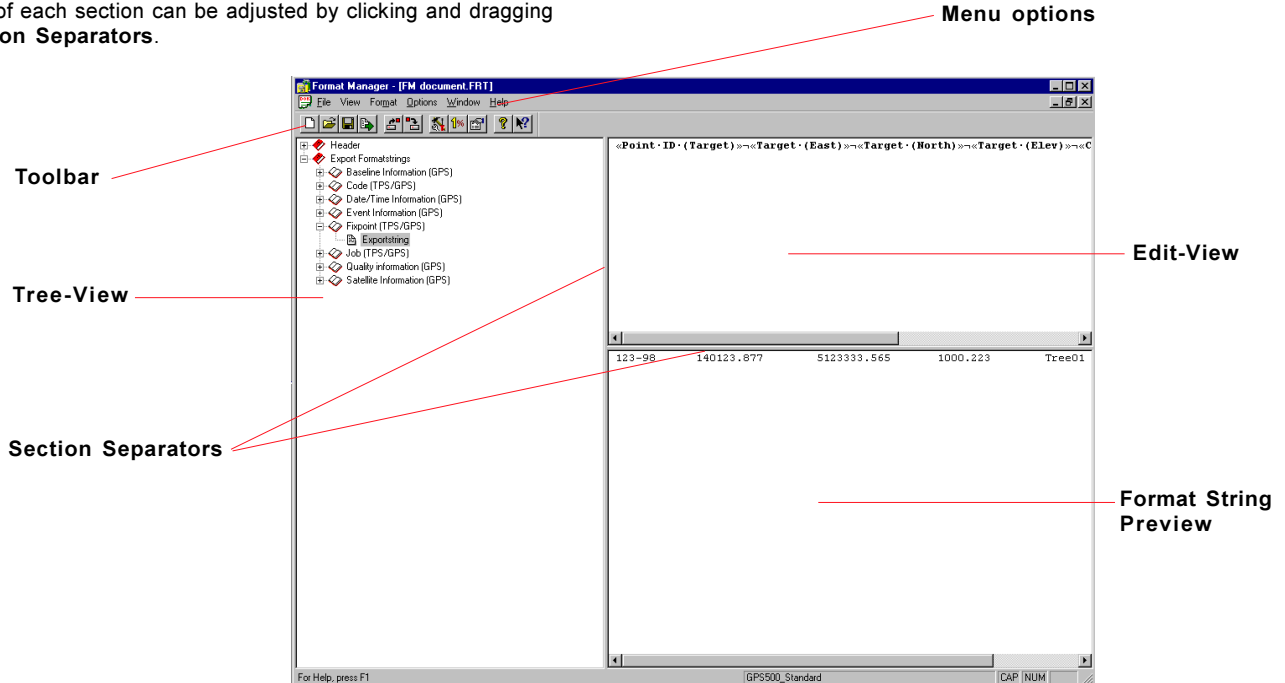 of each section can be adjusted by clicking and dragging
on Separators.
Menu options
Format Manager - [FM document.FRT]
File View Format Options Window Help
Toolbar
Header
Export Formatstrings
Baseline Information (GPS)
Code (TPS/GPS)
Date/Time Information (GPS)
Event Information (GPS)
Fixpoint (TPS/GPS)
Exportstring
Job (TPS/GPS)
Quality information (GPS)
Satellite Information (GPS)
«Point·ID·(Target)»¬«Target·(East)»¬«Target·(North)»¬«Target·(Elev)»¬«C
Edit-View
Tree-View
123-98 140123.877 5123333.565 1000.223 Tree01
Section Separators
Format String
Preview
For Help, press F1
GPS500_Standard
CAP NUM